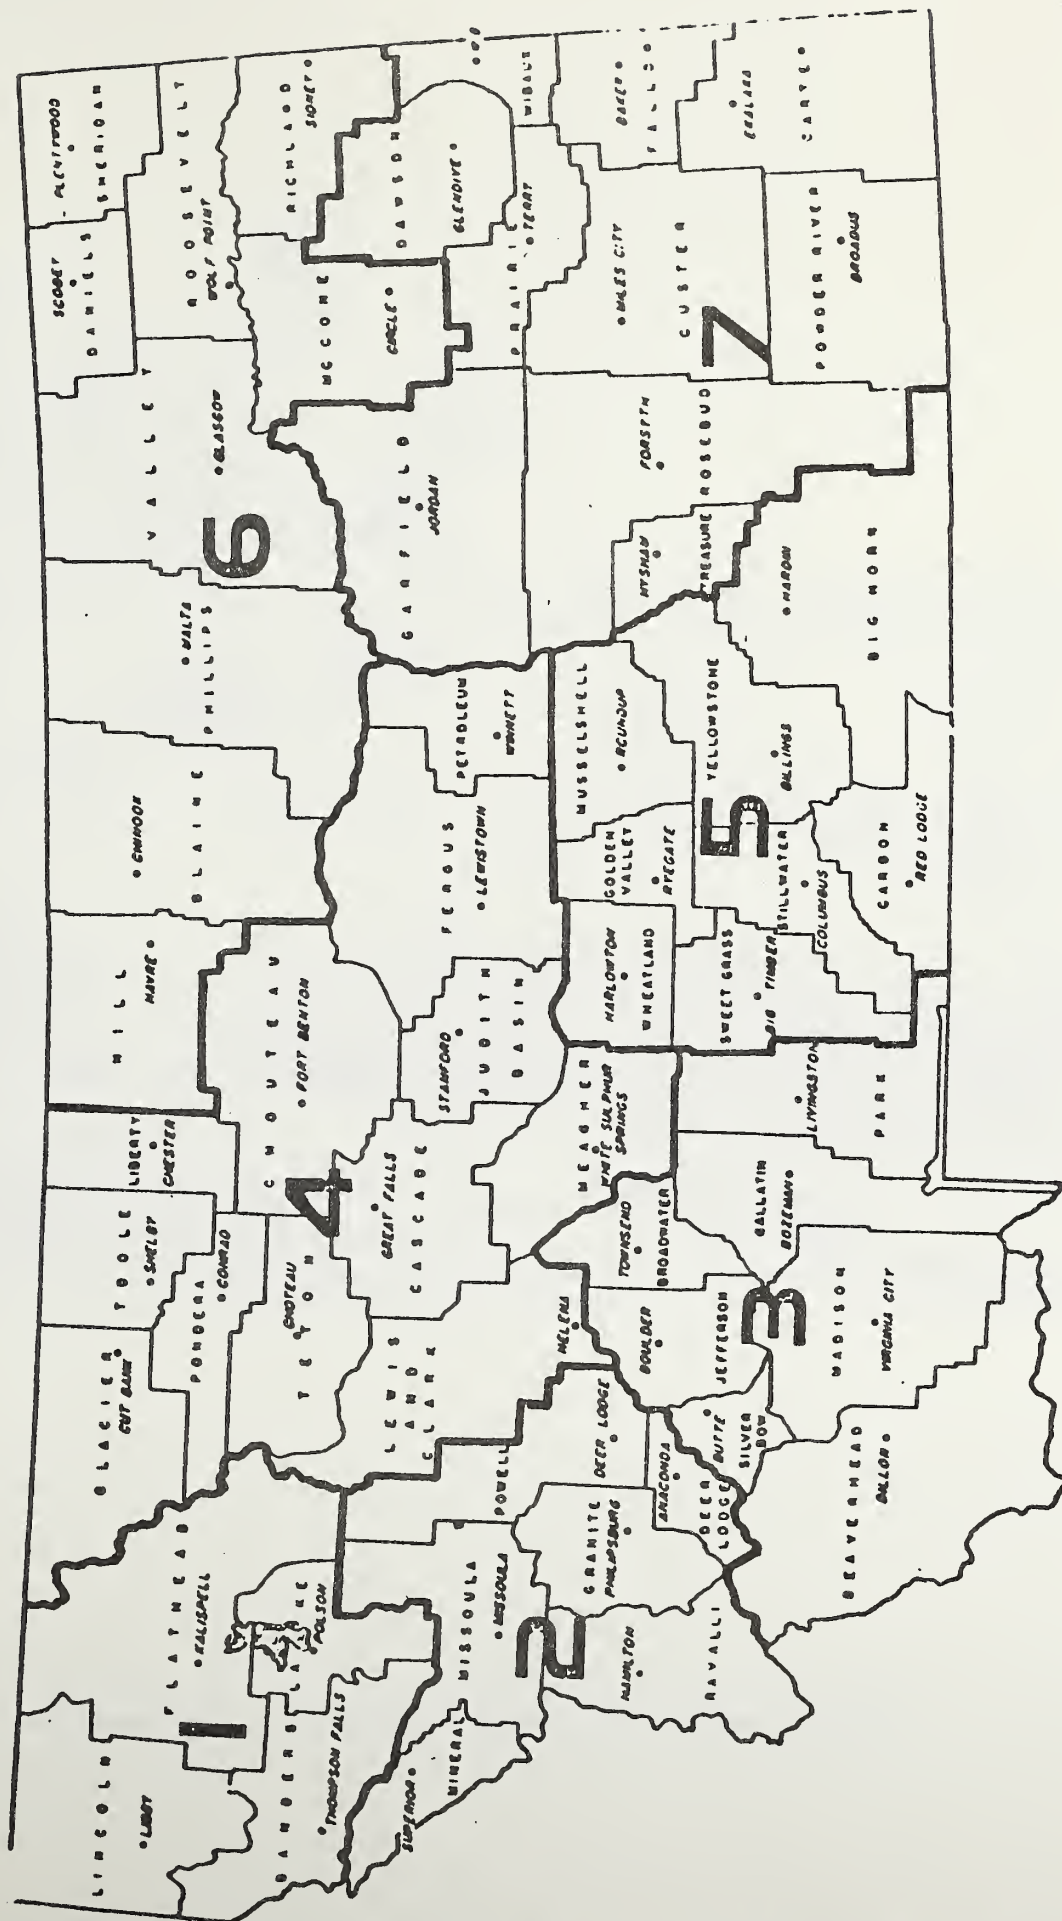 LINCOLN
LIBBY
FLATHEAD
KALISPELL
1
SANDERS
THOMPSON FALLS
LAKE
POLSON
GLACIER
CUT BANK
TOOLE
SHELBY
LIBERTY
CHESTER
PONDERA
CONRAD
TETON
CHOTEAU
4
CHOUTEAU
FORT BENTON
GREAT FALLS
CASCADE
LEWIS
AND
CLARK
HELENA
STANFORD
JUDITH
BASIN
FERGUS
LEWISTOWN
PETROLEUM
WINNETT
HILL
HAVRE
BLAINE
CHINOOK
MALTA
PHILLIPS
VALLEY
GLASGOW
6
SCOBEY
DANIELS
PLENTYWOOD
SHERIDAN
ROOSEVELT
WOLF POINT
RICHLAND
SIDNEY
MC CONE
CIRCLE
DAWSON
GLENDIVE
WIBAUX
PRAIRIE
TERRY
GARFIELD
JORDAN
MILES CITY
CUSTER
7
BAKER
FALLON
EKALAKA
CARTER
POWDER RIVER
BROADUS
FORSYTH
ROSEBUD
HYSHAM
TREASURE
HARDIN
BIG HORN
MUSSELSHELL
ROUNDUP
YELLOWSTONE
BILLINGS
5
GOLDEN
VALLEY
RYEGATE
STILLWATER
COLUMBUS
CARBON
RED LODGE
HARLOWTON
WHEATLAND
SWEET GRASS
BIG TIMBER
MEAGHER
WHITE SULPHUR
SPRINGS
LIVINGSTON
PARK
GALLATIN
BOZEMAN
TOWNSEND
BROADWATER
BOULDER
JEFFERSON
3
MADISON
VIRGINIA CITY
BEAVERHEAD
DILLON
BUTTE
SILVER
BOW
ANACONDA
DEER
LODGE
DEER LODGE
POWELL
GRANITE
PHILIPSBURG
MISSOULA
MISSOULA
2
HAMILTON
RAVALLI
SUPERIOR
MINERAL